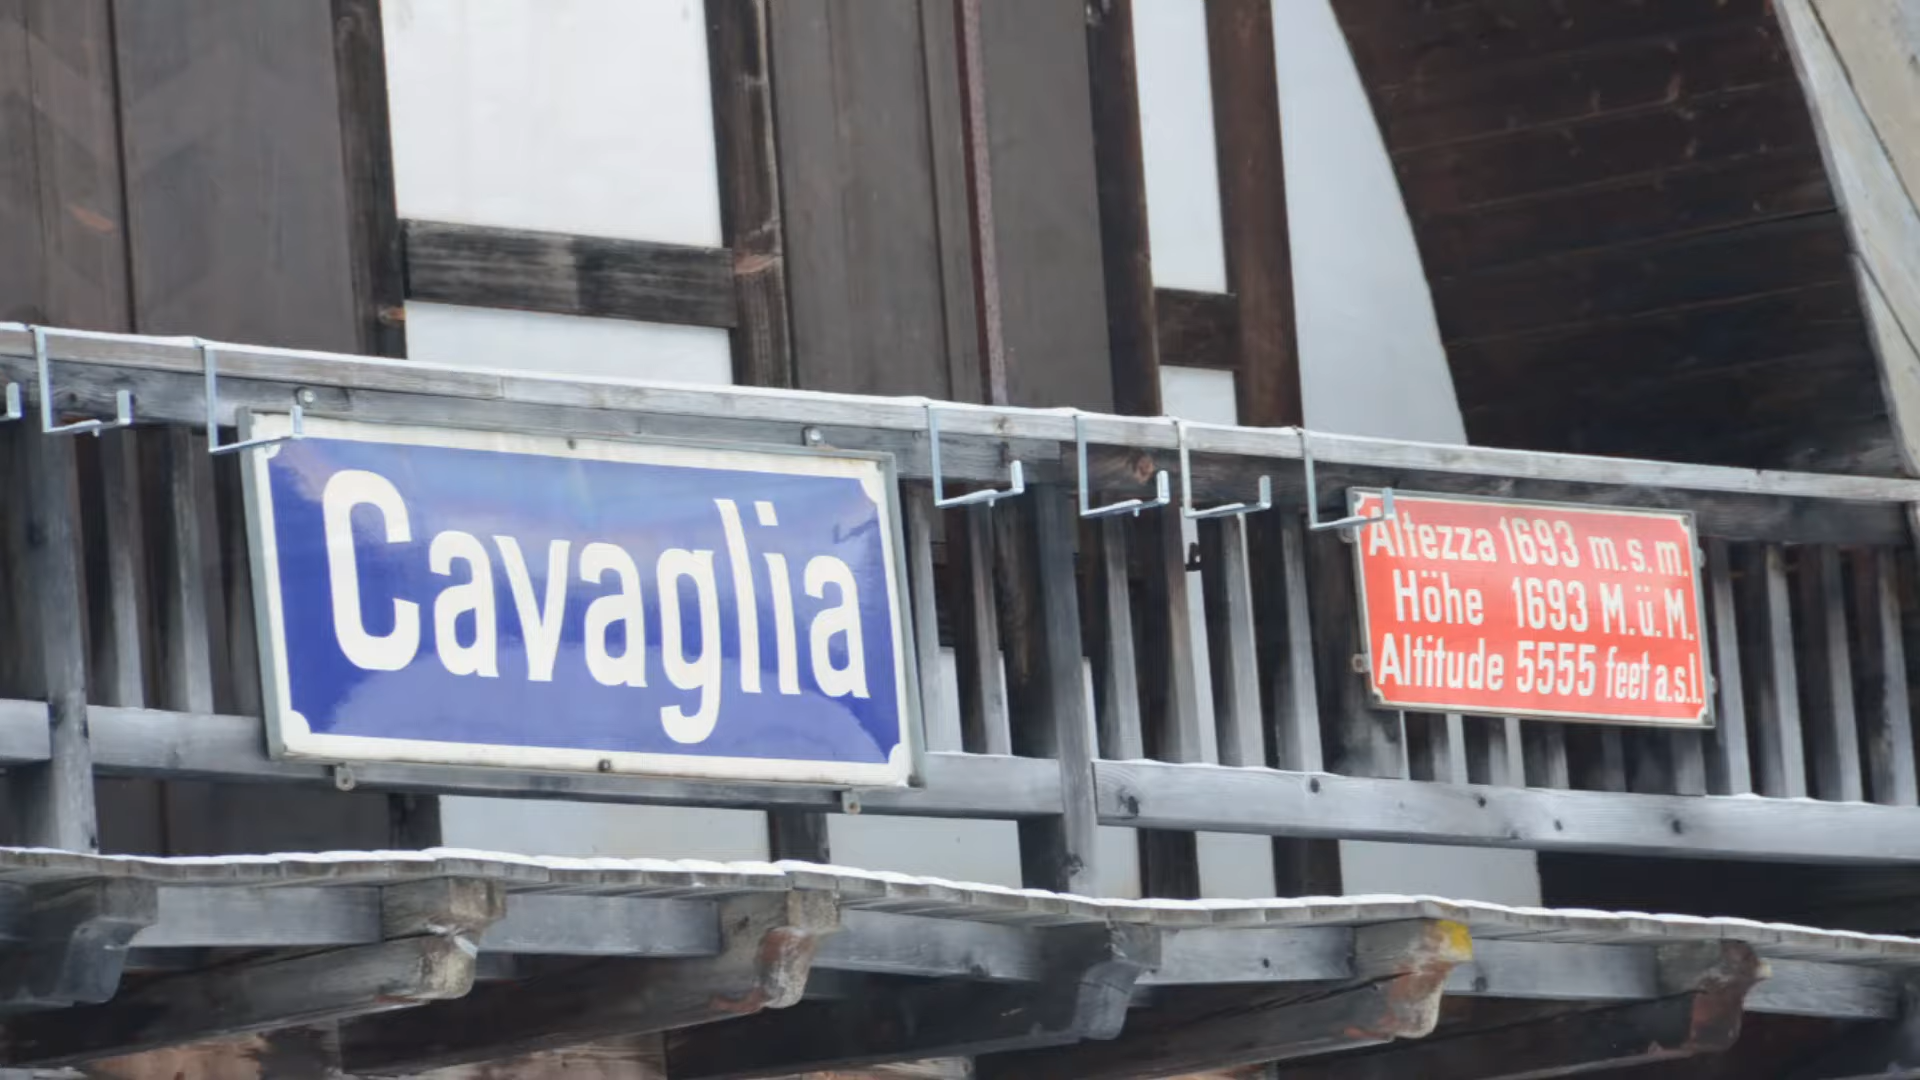 Cavaglia
Altezza 1693 m.s.m.
Höhe 1693 M.ü.M.
Altitude 5555 feet a.s.l.